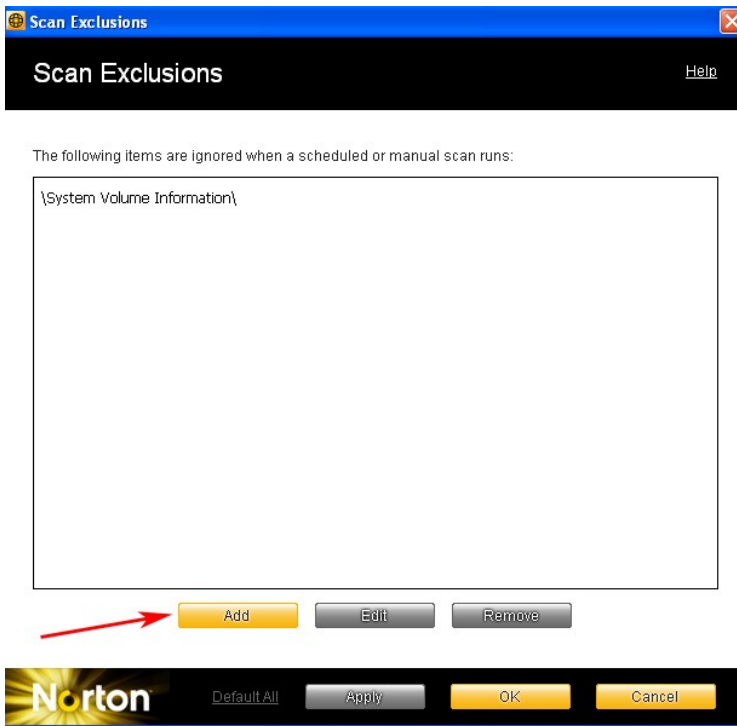 Scan Exclusions
Scan Exclusions
Help
The following items are ignored when a scheduled or manual scan runs:
\System Volume Information\
Add Edit Remove
Norton Default All Apply OK Cancel